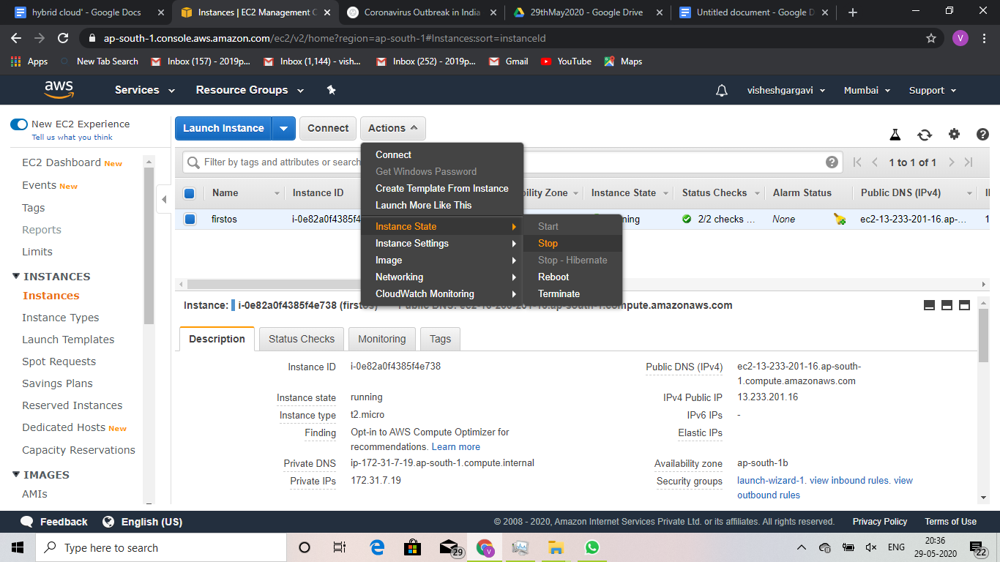 hybrid cloud' - Google Docs
Instances | EC2 Management C
Coronavirus Outbreak in India
29thMay2020 - Google Drive
Untitled document - Google D
ap-south-1.console.aws.amazon.com/ec2/v2/home?region=ap-south-1#Instances:sort=instanceId
V
Apps New Tab Search Inbox (157) - 2019p... Inbox (1,144) - vish... Inbox (252) - 2019p... Gmail YouTube Maps
aws Services Resource Groups visheshgargavi Mumbai Support
New EC2 Experience
Tell us what you think
EC2 Dashboard New
Events New
Tags
Reports
Limits
INSTANCES
Instances
Instance Types
Launch Templates
Spot Requests
Savings Plans
Reserved Instances
Dedicated Hosts New
Capacity Reservations
IMAGES
AMIs
Launch Instance Connect Actions
Filter by tags and attributes or search
1 to 1 of 1
Connect
Get Windows Password
Create Template From Instance
Launch More Like This
Instance State
Instance Settings
Image
Networking
CloudWatch Monitoring
Start
Stop
Stop - Hibernate
Reboot
Terminate
Name Instance ID bility Zone Instance State Status Checks Alarm Status Public DNS (IPv4)
firstos i-0e82a0f4385f4 nning 2/2 checks ... None ec2-13-233-201-16.ap-...
Instance: i-0e82a0f4385f4e738 (firstos) .compute.amazonaws.com
Description Status Checks Monitoring Tags
Instance ID i-0e82a0f4385f4e738
Instance state running
Instance type t2.micro
Finding Opt-in to AWS Compute Optimizer for
recommendations. Learn more
Private DNS ip-172-31-7-19.ap-south-1.compute.internal
Private IPs 172.31.7.19
Public DNS (IPv4) ec2-13-233-201-16.ap-south-
1.compute.amazonaws.com
IPv4 Public IP 13.233.201.16
IPv6 IPs -
Elastic IPs
Availability zone ap-south-1b
Security groups launch-wizard-1. view inbound rules. view
outbound rules
Feedback English (US) © 2008 - 2020, Amazon Internet Services Private Ltd. or its affiliates. All rights reserved. Privacy Policy Terms of Use
Type here to search
29
V
ENG
20:36
29-05-2020
22